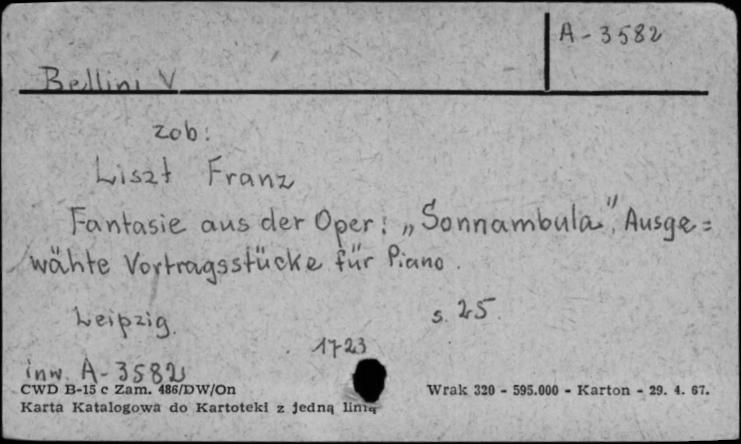 A-3582
Bellini V
zob:
Liszt Franz
Fantasie aus der Oper: „Sonnambula". Ausge=
wählte Vortragsstücke für Piano.
Leipzig.
s. 25.
1723
inw. A-3582
CWD B-15 c Zam. 486/DW/On
Wrak 320 - 595.000 - Karton - 29. 4. 67.
Karta Katalogowa do Kartoteki z jedną linią